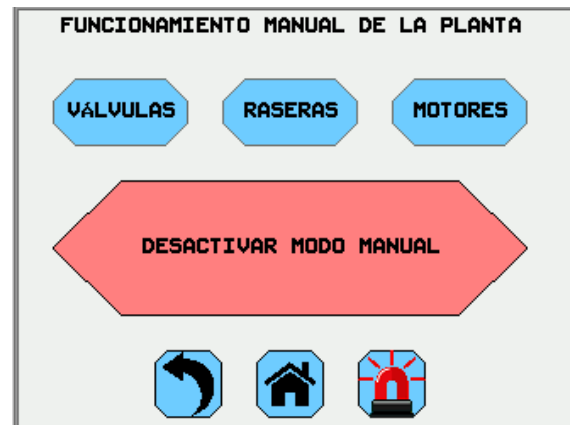 FUNCIONAMIENTO MANUAL DE LA PLANTA
VáLVULAS RASERAS MOTORES
DESACTIVAR MODO MANUAL